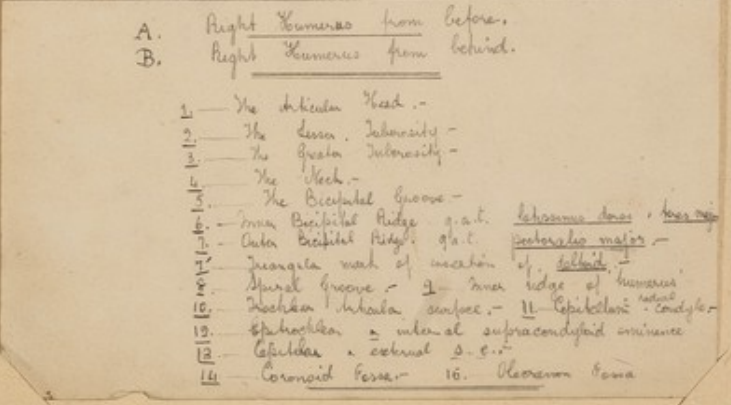 A. Right Humerus from before.
B. Right Humerus from behind.
1. The Articular Head.-
2. The Lesser. Tuberosity-
3. The Greater Tuberosity-
4. The Neck.-
5. The Bicipital Groove.-
6. Inner Bicipital Ridge g.a.t. latissimus dorsi, teres major
7. Outer Bicipital Ridge. g.a.t. pectoralis major.-
7' Triangular mark of insertion of deltoid.-
8. Spiral Groove.- 9. Inner ridge of humerus
10. Trochlear articular surface.- 11. Capitellum- radial condyle.-
12. Epitrochlea internal supracondyloid eminence
13. external s.c.-
14. Coronoid Fossa.- 16. Olecranon Fossa